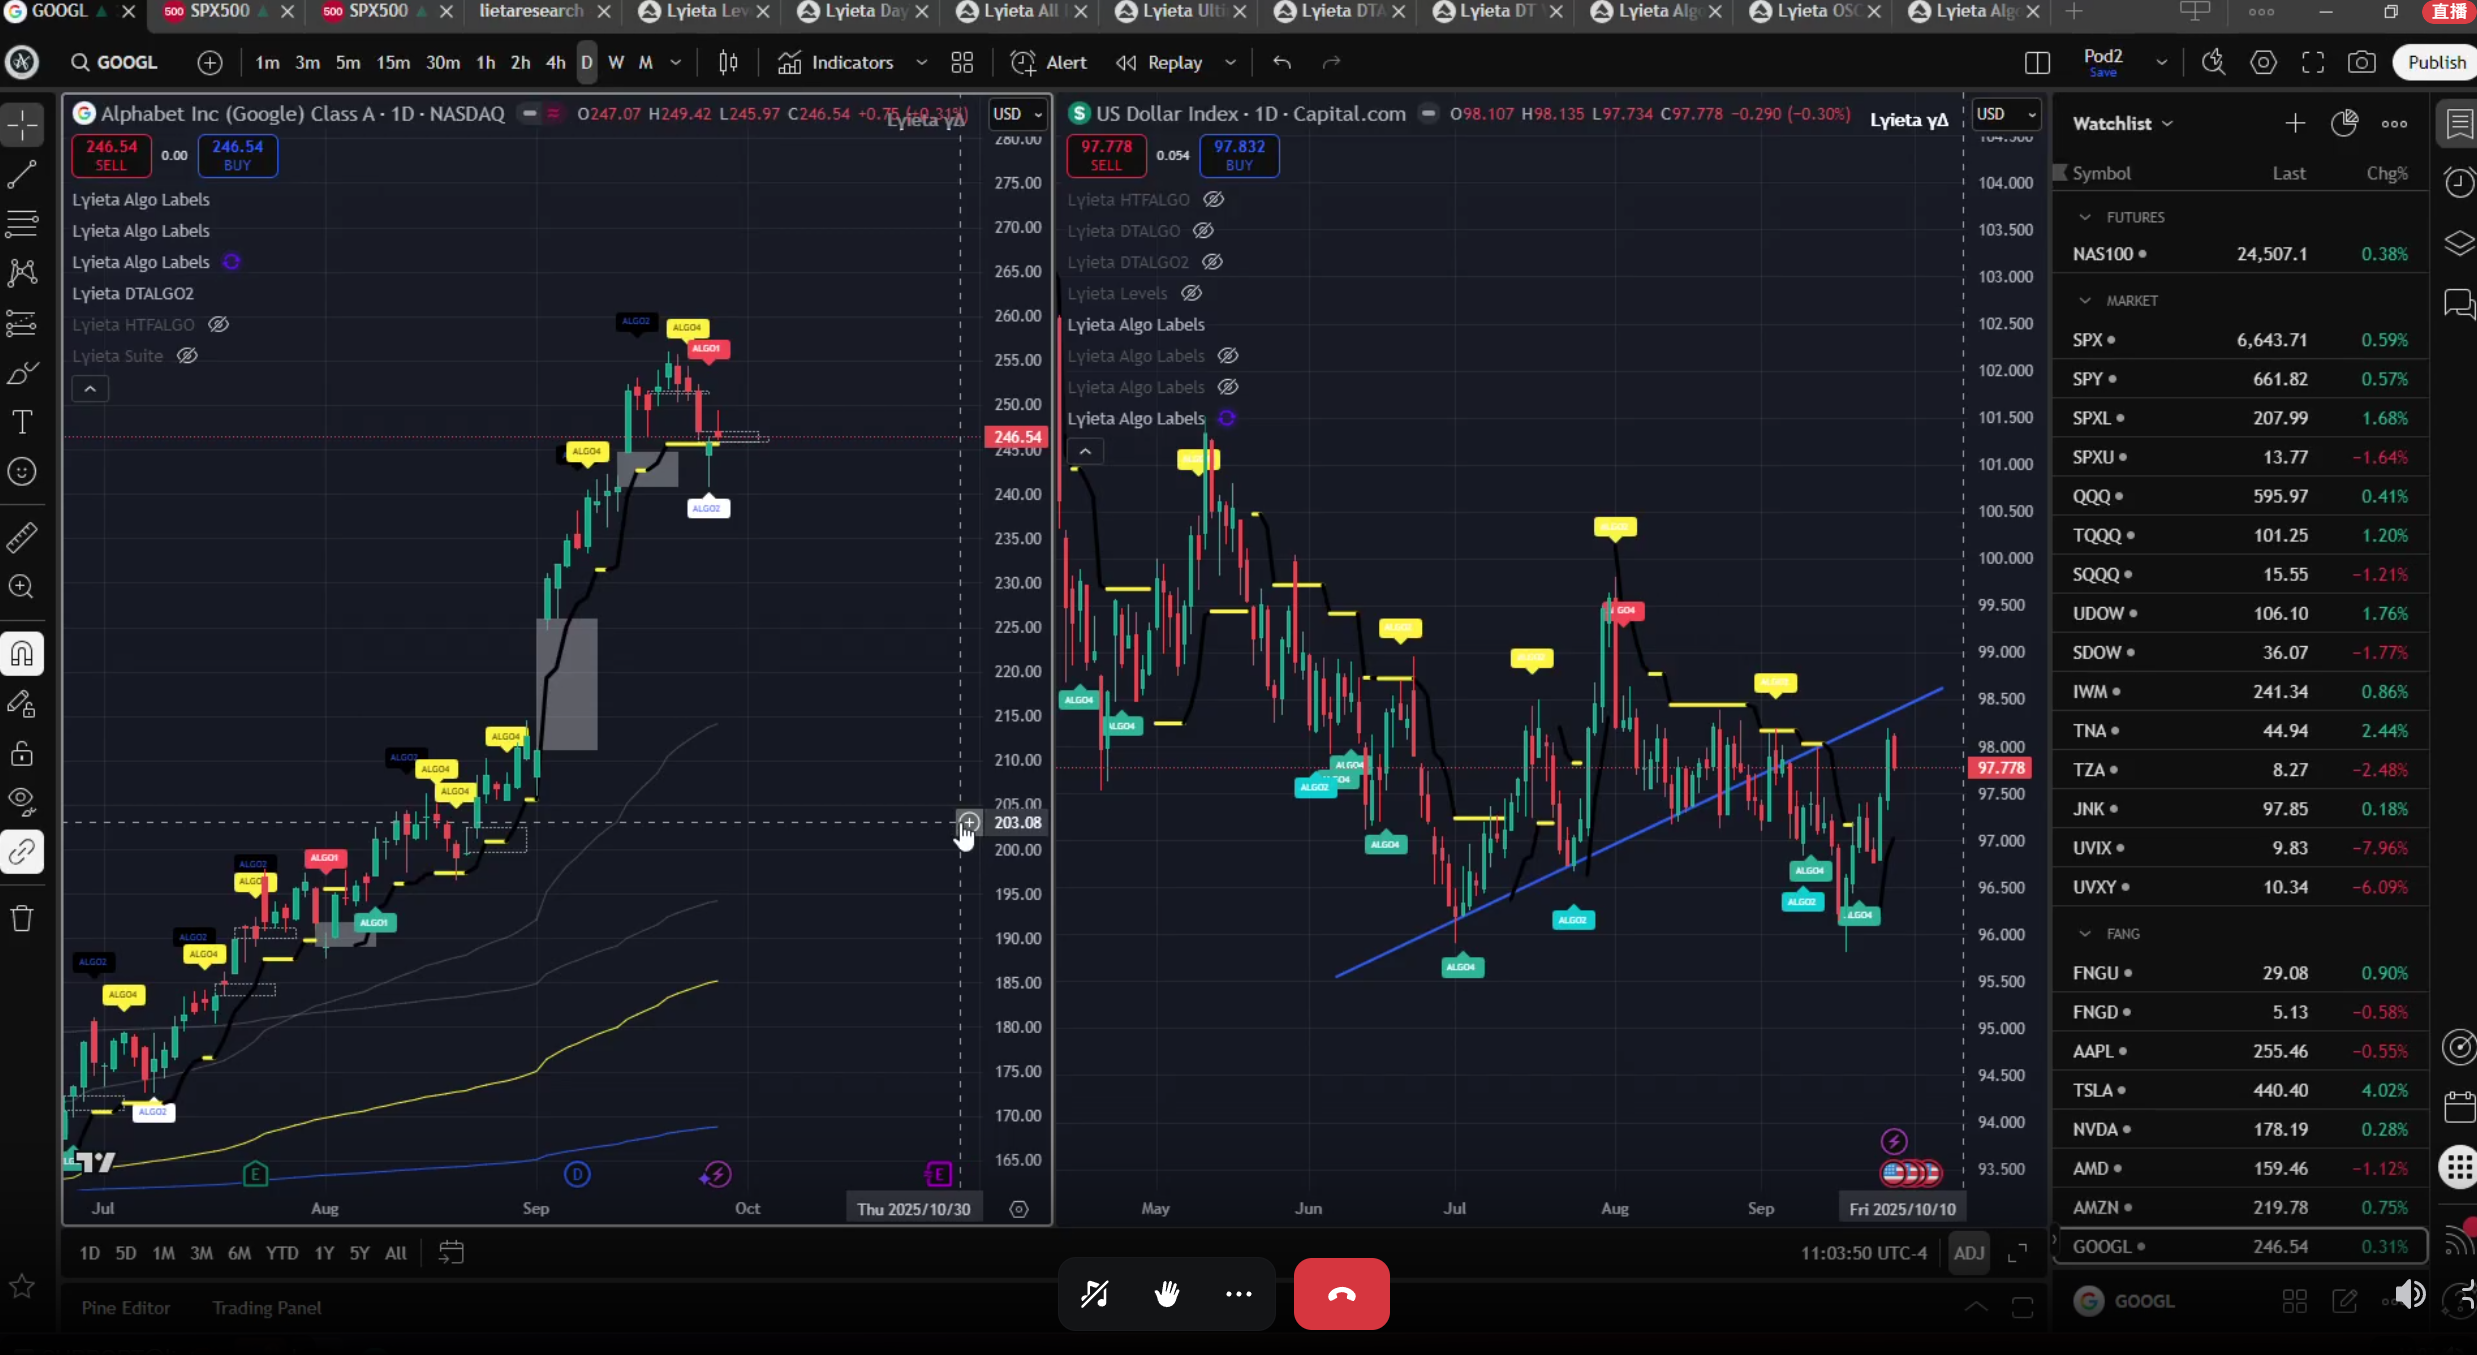 GOOGL
SPX500
SPX500
lietaresearch
Lyieta Lev
Lyieta Day
Lyieta All
Lyieta Ulti
Lyieta DTA
Lyieta DT
Lyieta Alg
Lyieta OSC
Lyieta Alg
直播
GOOGL
1m 3m 5m 15m 30m 1h 2h 4h D W M
Indicators
Alert
Replay
Pod2
Save
Publish
Alphabet Inc (Google) Class A · 1D · NASDAQ
O247.07 H249.42 L245.97 C246.54 +0.75 (+0.31%)
Lyieta γΔ
USD
246.54
SELL
0.00
246.54
BUY
Lyieta Algo Labels
Lyieta Algo Labels
Lyieta Algo Labels
Lyieta DTALGO2
Lyieta HTFALGO
Lyieta Suite
280.00
275.00
270.00
265.00
260.00
255.00
250.00
246.54
245.00
240.00
235.00
230.00
225.00
220.00
215.00
210.00
205.00
203.08
200.00
195.00
190.00
185.00
180.00
175.00
170.00
165.00
ALGO2
ALGO4
ALGO1
ALGO4
ALGO2
ALGO4
ALGO2
ALGO4
ALGO4
ALGO2
ALGO1
ALGO1
ALGO2
ALGO4
ALGO2
ALGO4
ALGO2
E
D
E
Jul
Aug
Sep
Oct
Thu 2025/10/30
US Dollar Index · 1D · Capital.com
O98.107 H98.135 L97.734 C97.778 −0.290 (−0.30%)
Lyieta γΔ
USD
97.778
SELL
0.054
97.832
BUY
Lyieta HTFALGO
Lyieta DTALGO
Lyieta DTALGO2
Lyieta Levels
Lyieta Algo Labels
Lyieta Algo Labels
Lyieta Algo Labels
Lyieta Algo Labels
104.500
104.000
103.500
103.000
102.500
102.000
101.500
101.000
100.500
100.000
99.500
99.000
98.500
98.000
97.778
97.500
97.000
96.500
96.000
95.500
95.000
94.500
94.000
93.500
ALGO4
ALGO4
ALGO4
ALGO2
ALGO4
ALGO4
ALGO2
ALGO4
ALGO2
May
Jun
Jul
Aug
Sep
Fri 2025/10/10
1D 5D 1M 3M 6M YTD 1Y 5Y All
11:03:50 UTC-4
ADJ
Pine Editor
Trading Panel
Watchlist
Symbol Last Chg%
FUTURES
NAS100 24,507.1 0.38%
MARKET
SPX 6,643.71 0.59%
SPY 661.82 0.57%
SPXL 207.99 1.68%
SPXU 13.77 −1.64%
QQQ 595.97 0.41%
TQQQ 101.25 1.20%
SQQQ 15.55 −1.21%
UDOW 106.10 1.76%
SDOW 36.07 −1.77%
IWM 241.34 0.86%
TNA 44.94 2.44%
TZA 8.27 −2.48%
JNK 97.85 0.18%
UVIX 9.83 −7.96%
UVXY 10.34 −6.09%
FANG
FNGU 29.08 0.90%
FNGD 5.13 −0.58%
AAPL 255.46 −0.55%
TSLA 440.40 4.02%
NVDA 178.19 0.28%
AMD 159.46 −1.12%
AMZN 219.78 0.75%
GOOGL 246.54 0.31%
GOOGL